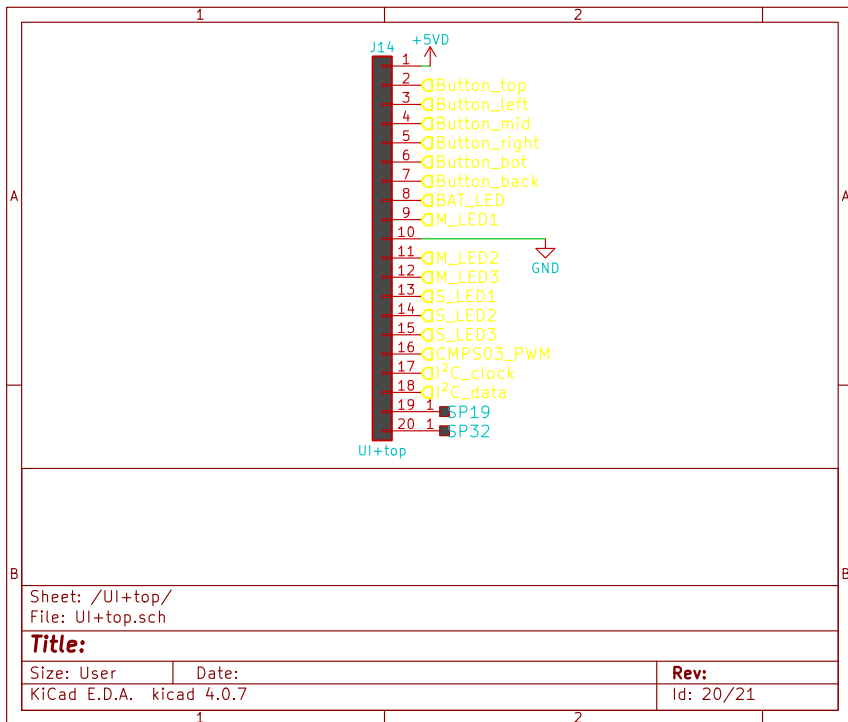 1 2
+5VD
J14
1
2 Button_top
3 Button_left
4 Button_mid
5 Button_right
6 Button_bot
7 Button_back
A A
8 BAT_LED
9 M_LED1
10
11 M_LED2
GND
12 M_LED3
13 S_LED1
14 S_LED2
15 S_LED3
16 CMPS03_PWM
17 I²C_clock
18 I²C_data
19 1 SP19
20 1 SP32
UI+top
B B
Sheet: /UI+top/
File: UI+top.sch
Title:
Size: User Date: Rev:
KiCad E.D.A. kicad 4.0.7 Id: 20/21
1 2